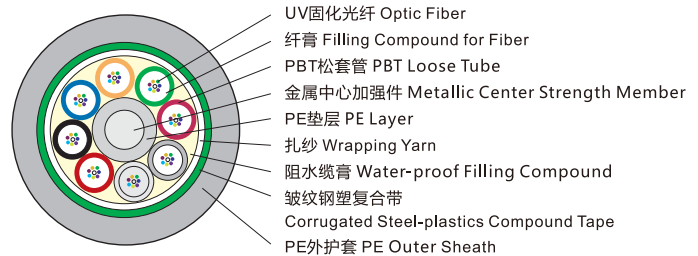 UV固化光纤 Optic Fiber
纤膏 Filling Compound for Fiber
PBT松套管 PBT Loose Tube
金属中心加强件 Metallic Center Strength Member
PE垫层 PE Layer
扎纱 Wrapping Yarn
阻水缆膏 Water-proof Filling Compound
皱纹钢塑复合带
Corrugated Steel-plastics Compound Tape
PE外护套 PE Outer Sheath